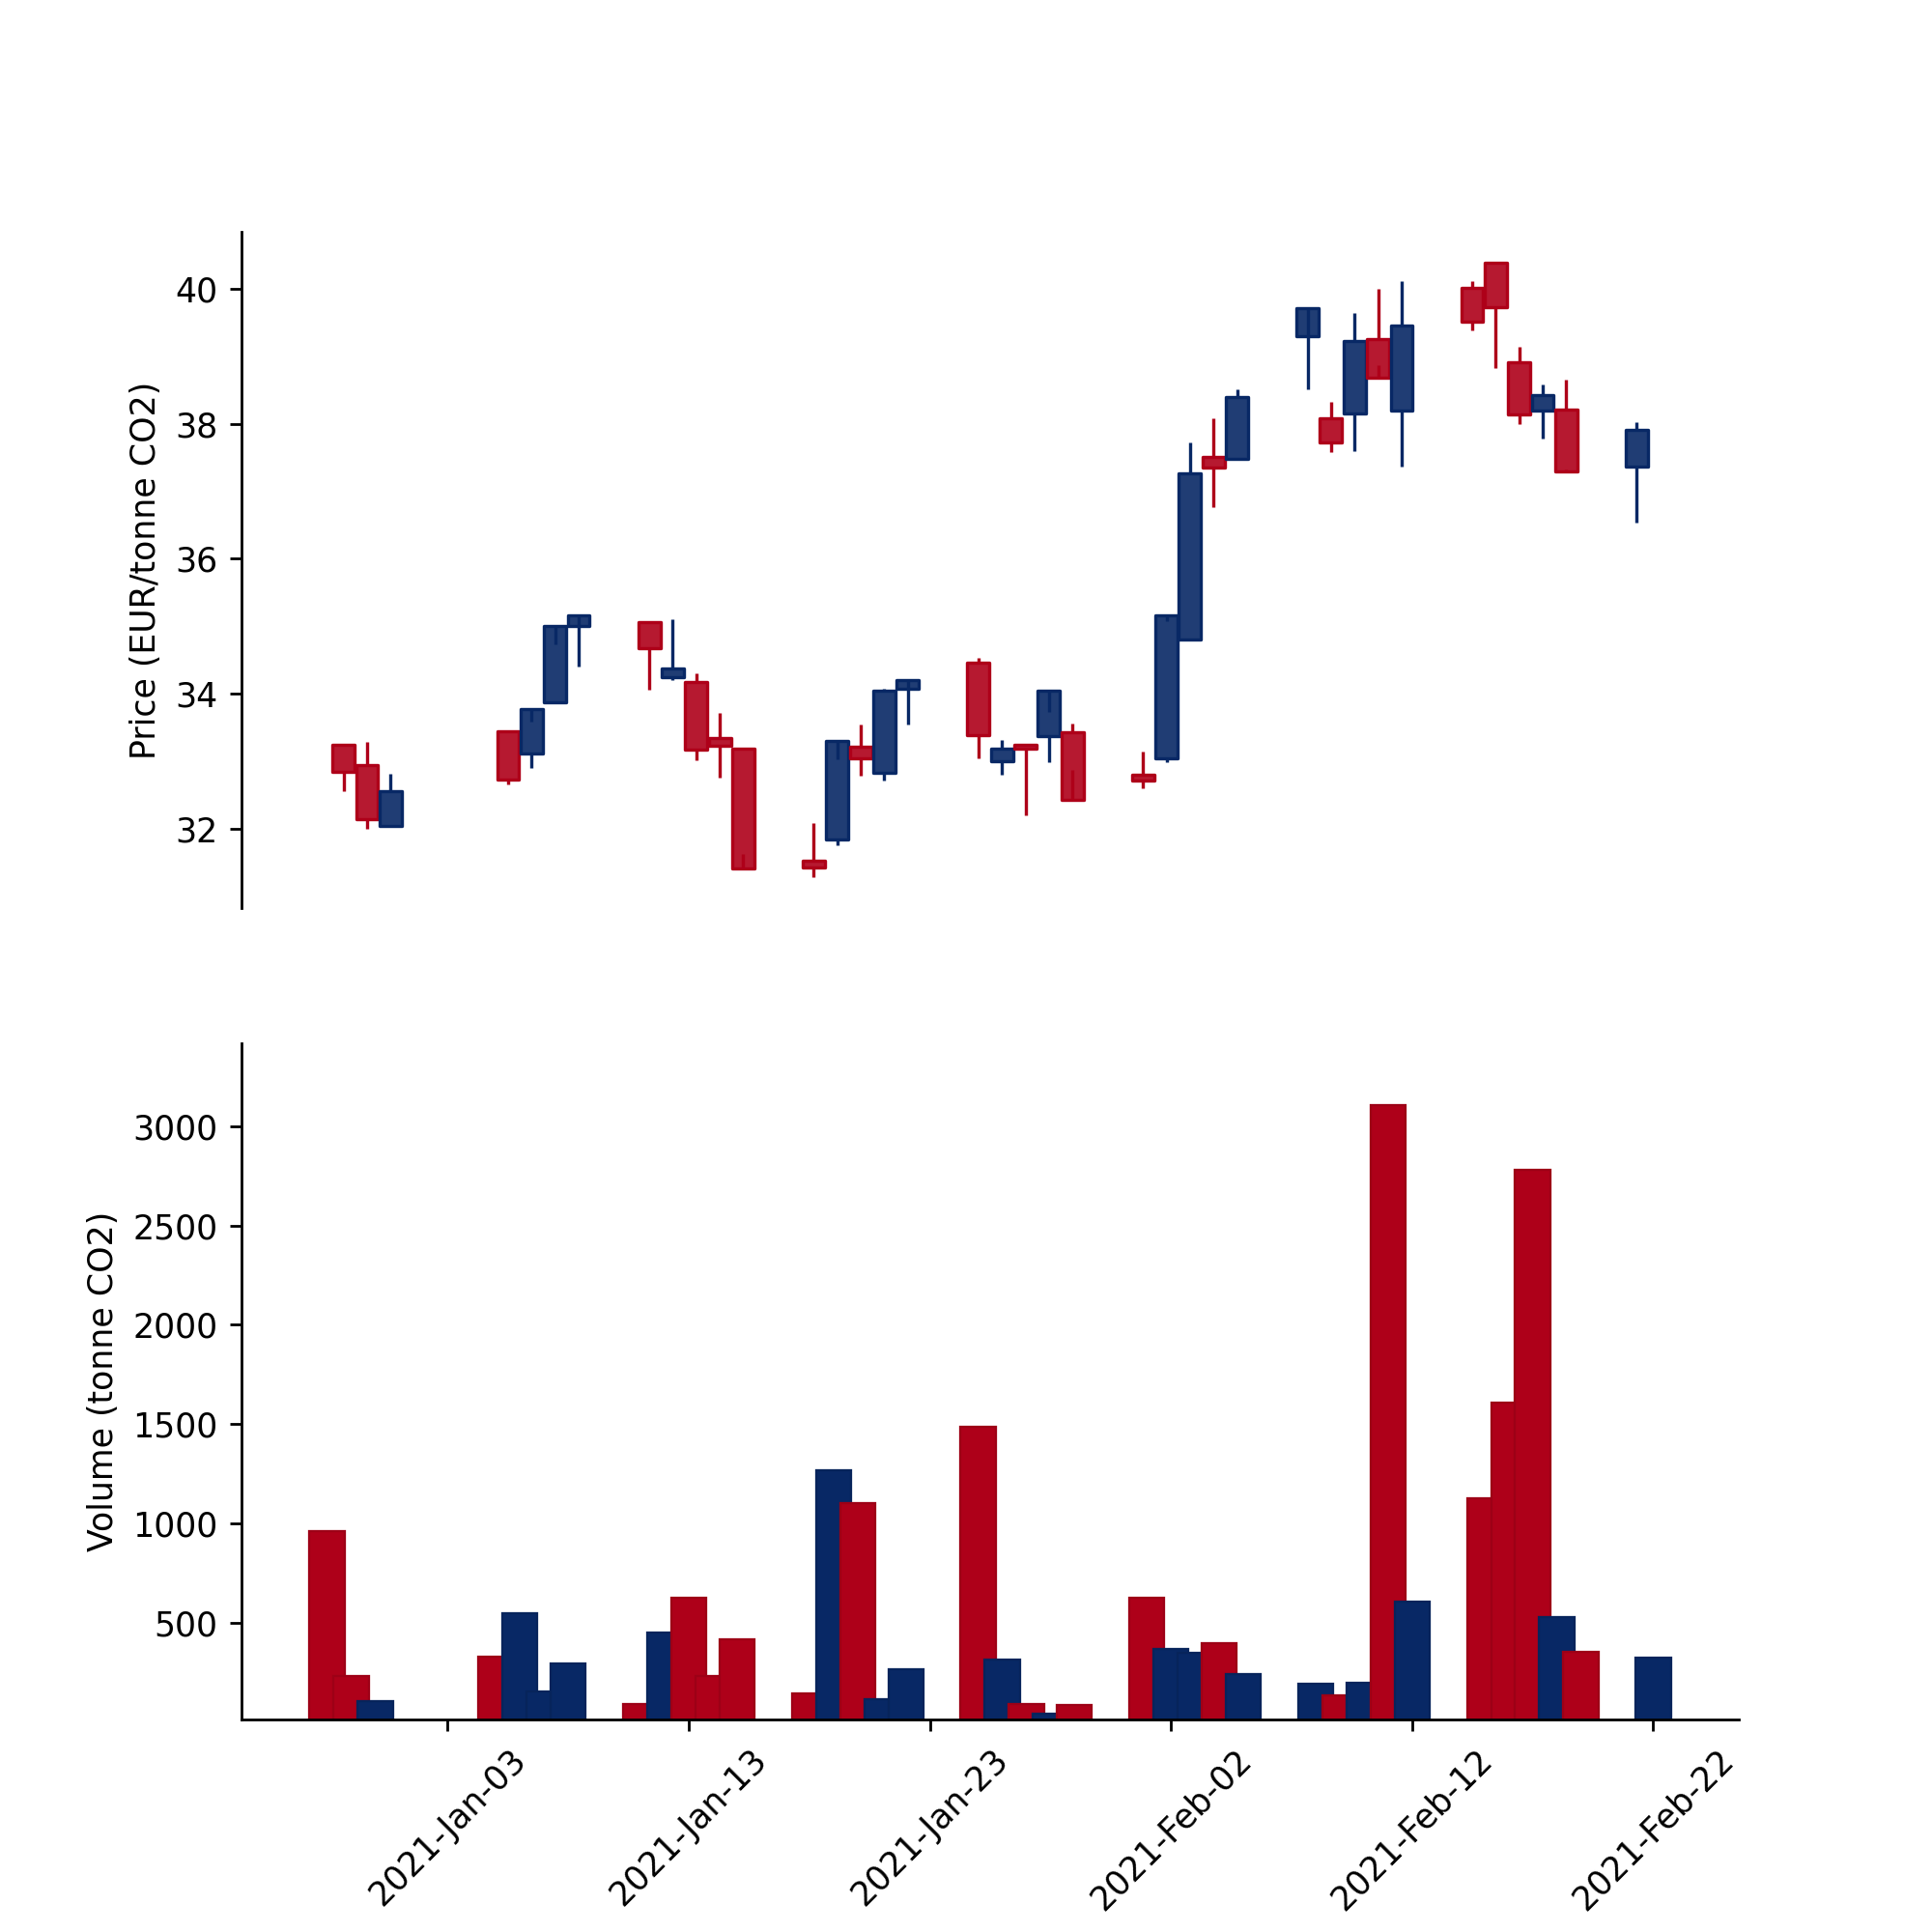 Price (EUR/tonne CO2)
40
38
36
34
32
Volume (tonne CO2)
3000
2500
2000
1500
1000
500
2021-Jan-03
2021-Jan-13
2021-Jan-23
2021-Feb-02
2021-Feb-12
2021-Feb-22